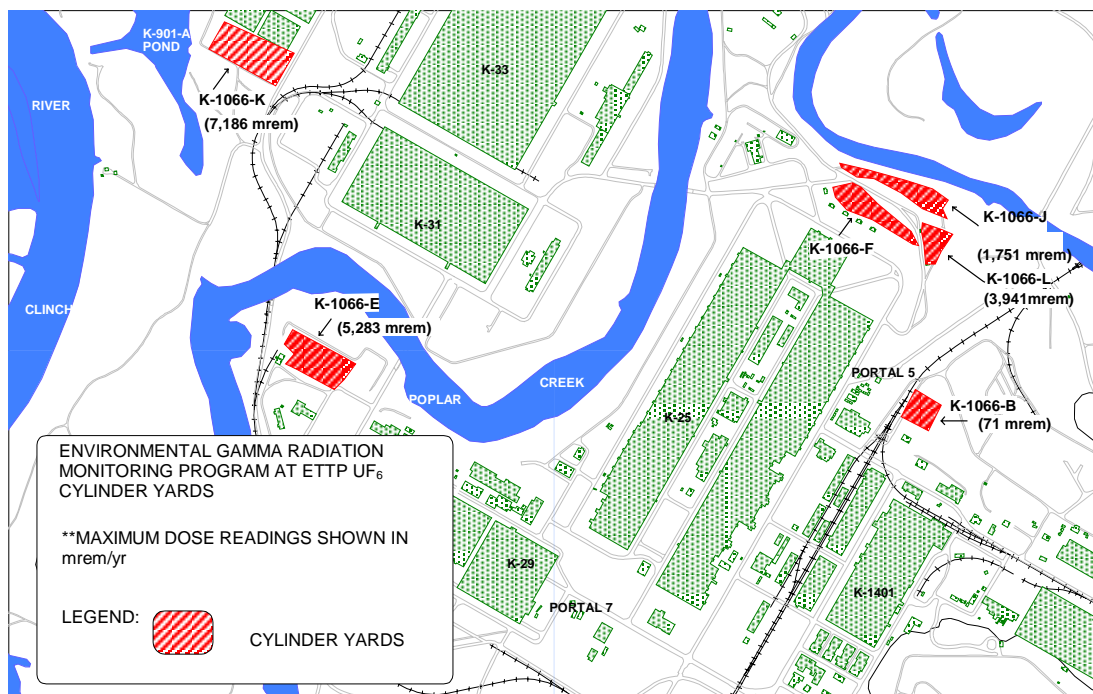 K-901-A
POND
K-33
RIVER
K-1066-K
(7,186 mrem)
K-31
K-1066-J
K-1066-F
(1,751 mrem)
K-1066-L
(3,941mrem)
K-1066-E
(5,283 mrem)
CLINCH
CREEK
POPLAR
PORTAL 5
K-25
K-1066-B
(71 mrem)
ENVIRONMENTAL GAMMA RADIATION
MONITORING PROGRAM AT ETTP UF₆
CYLINDER YARDS
**MAXIMUM DOSE READINGS SHOWN IN
mrem/yr
LEGEND:
CYLINDER YARDS
K-29
PORTAL 7
K-1401